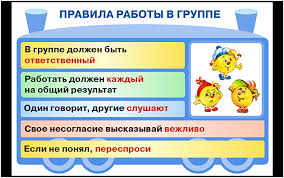 ПРАВИЛА РАБОТЫ В ГРУППЕ
В группе должен быть
ответственный
Работать должен каждый
на общий результат
Один говорит, другие слушают
Свое несогласие высказывай вежливо
Если не понял, переспроси